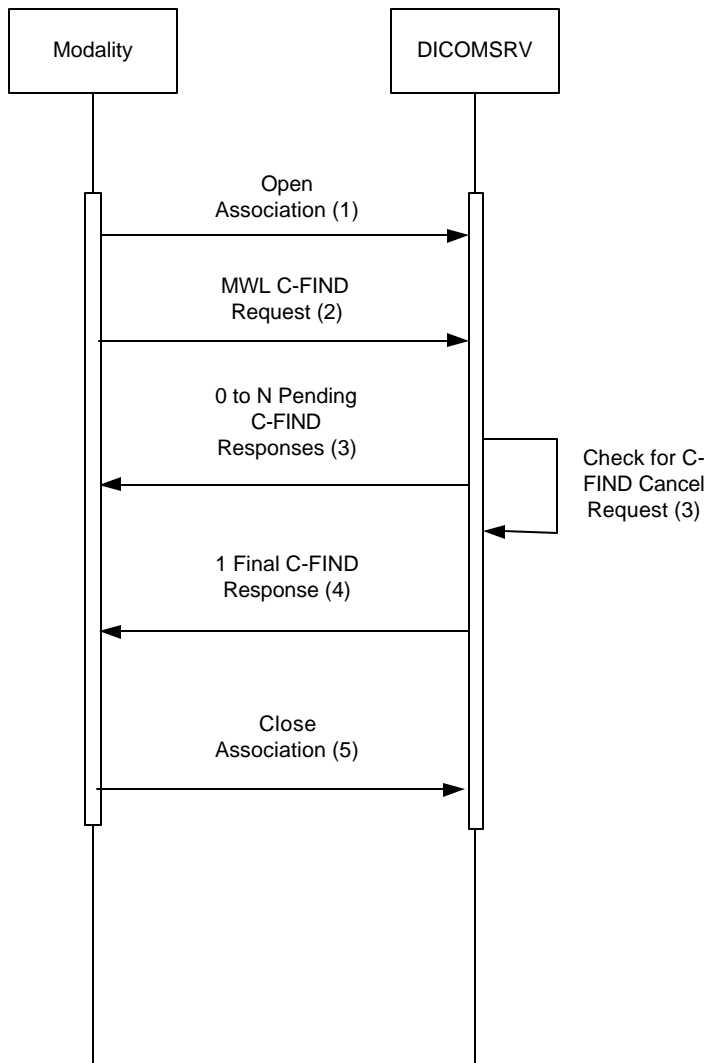 Modality
DICOMSRV
Open
Association (1)
MWL C-FIND
Request (2)
0 to N Pending
C-FIND
Responses (3)
Check for C-
FIND Cancel
Request (3)
1 Final C-FIND
Response (4)
Close
Association (5)